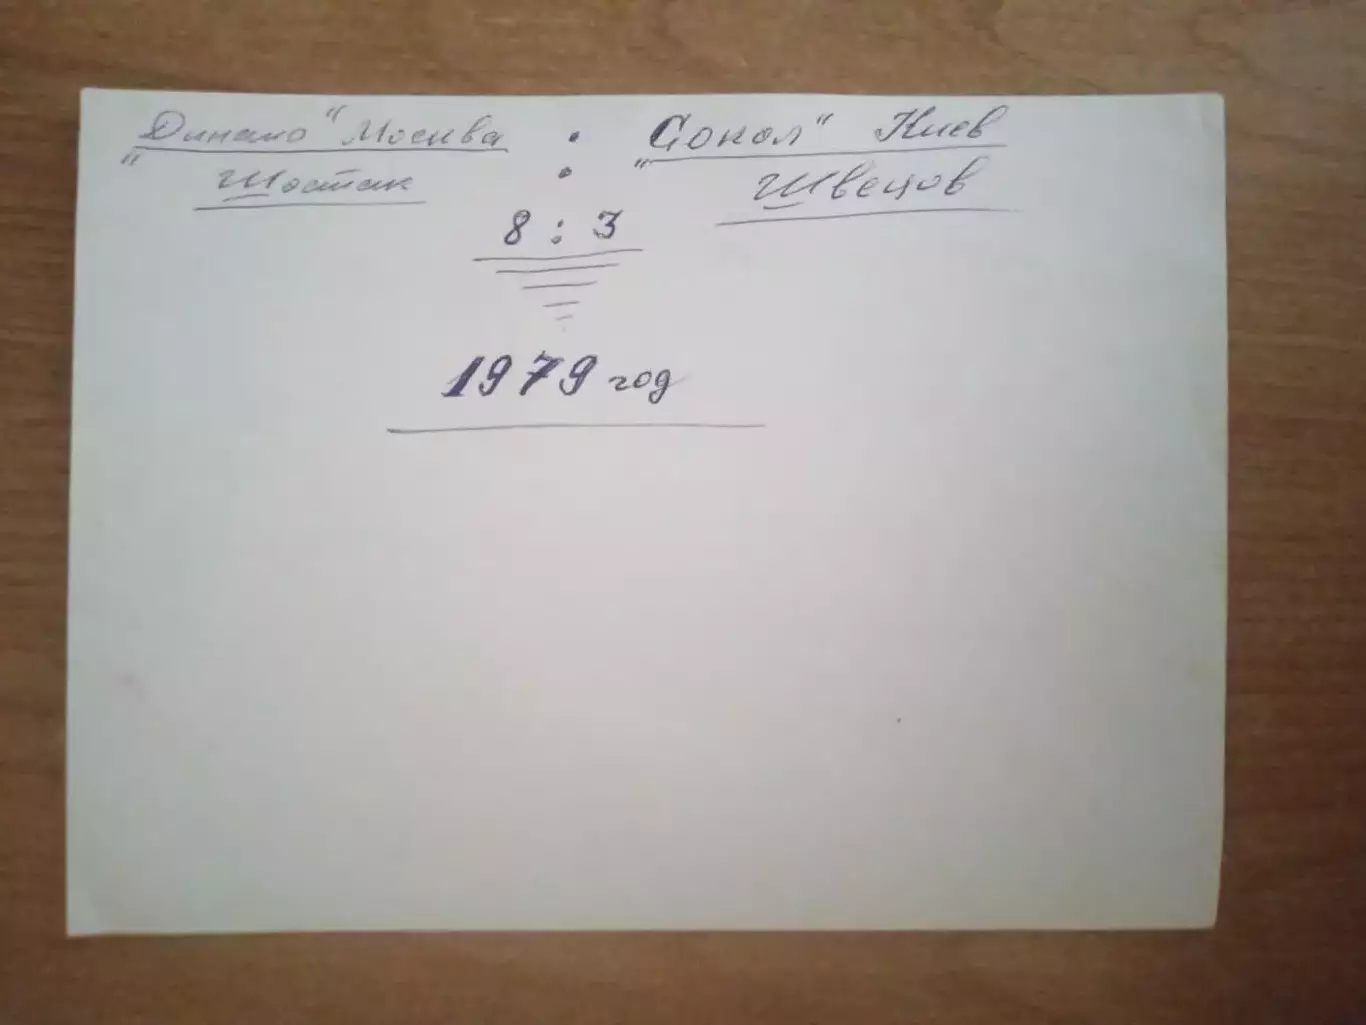 "Динамо" Москва : "Сокол" Киев
Шостак Швецов
8 : 3
1979 год